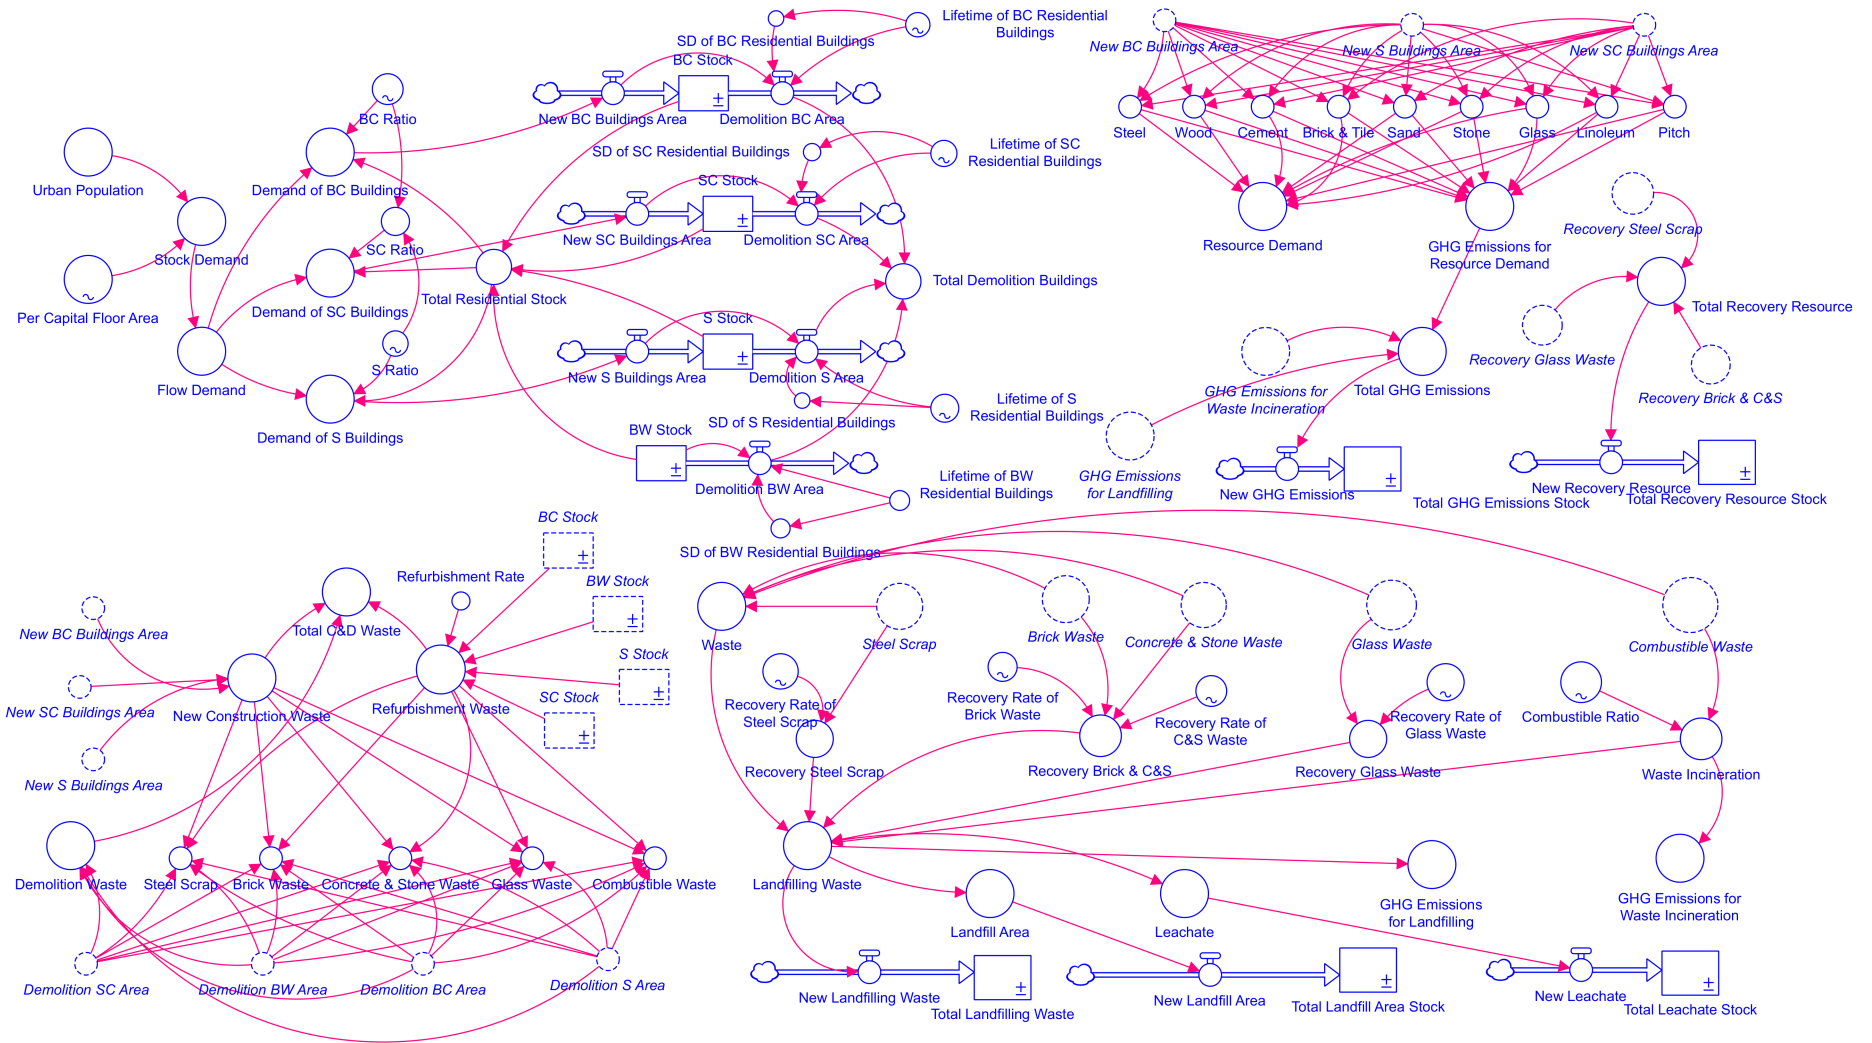 Lifetime of BC Residential
Buildings
SD of BC Residential Buildings
BC Stock
New BC Buildings Area
Demolition BC Area
BC Ratio
Urban Population
Demand of BC Buildings
SD of SC Residential Buildings
Lifetime of SC
Residential Buildings
SC Stock
New SC Buildings Area
Demolition SC Area
Stock Demand
SC Ratio
Per Capital Floor Area
Demand of SC Buildings
Total Residential Stock
Total Demolition Buildings
S Stock
New S Buildings Area
Demolition S Area
Flow Demand
S Ratio
Demand of S Buildings
Lifetime of S
Residential Buildings
SD of S Residential Buildings
BW Stock
Demolition BW Area
Lifetime of BW
Residential Buildings
SD of BW Residential Buildings
New BC Buildings Area
New S Buildings Area
New SC Buildings Area
Steel
Wood
Cement
Brick & Tile
Sand
Stone
Glass
Linoleum
Pitch
Resource Demand
GHG Emissions for
Resource Demand
Recovery Steel Scrap
Total Recovery Resource
Recovery Glass Waste
Recovery Brick & C&S
GHG Emissions for
Waste Incineration
Total GHG Emissions
GHG Emissions
for Landfilling
New GHG Emissions
Total GHG Emissions Stock
New Recovery Resource
Total Recovery Resource Stock
BC Stock
Refurbishment Rate
BW Stock
New BC Buildings Area
Total C&D Waste
S Stock
New SC Buildings Area
New Construction Waste
Refurbishment Waste
SC Stock
New S Buildings Area
Demolition Waste
Steel Scrap
Brick Waste
Concrete & Stone Waste
Glass Waste
Combustible Waste
Demolition SC Area
Demolition BW Area
Demolition BC Area
Demolition S Area
Waste
Steel Scrap
Brick Waste
Concrete & Stone Waste
Glass Waste
Combustible Waste
Recovery Rate of
Steel Scrap
Recovery Rate of
Brick Waste
Recovery Rate of
C&S Waste
Recovery Rate of
Glass Waste
Combustible Ratio
Recovery Steel Scrap
Recovery Brick & C&S
Recovery Glass Waste
Waste Incineration
Landfilling Waste
Landfill Area
Leachate
GHG Emissions
for Landfilling
GHG Emissions for
Waste Incineration
New Landfilling Waste
Total Landfilling Waste
New Landfill Area
Total Landfill Area Stock
New Leachate
Total Leachate Stock